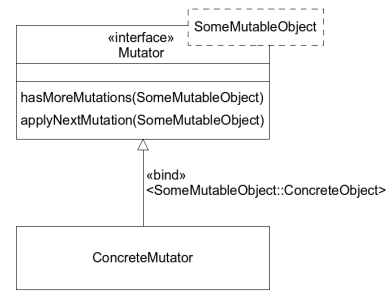 SomeMutableObject
«interface»
Mutator
hasMoreMutations(SomeMutableObject)
applyNextMutation(SomeMutableObject)
«bind»
<SomeMutableObject::ConcreteObject>
ConcreteMutator